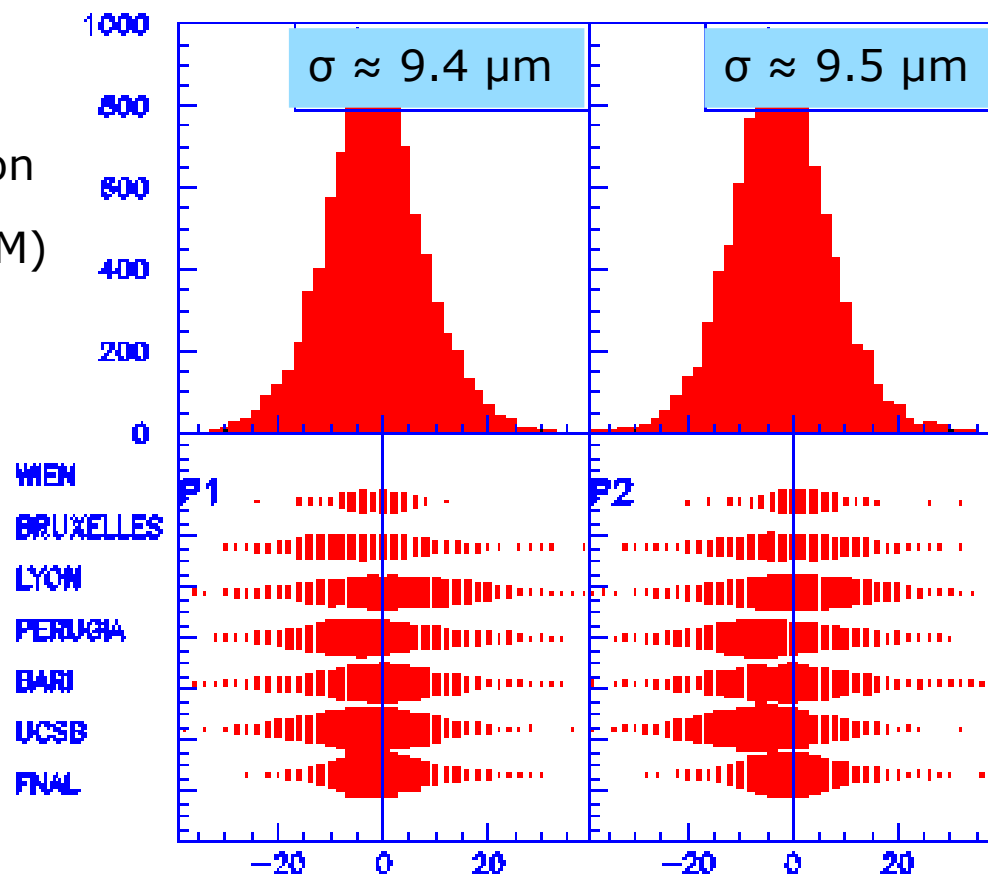 1000
σ ≈ 9.4 μm
σ ≈ 9.5 μm
800
on
600
M)
400
200
0
WIEN
P1
P2
BRUXELLES
LYON
PERUGIA
BARI
UCSB
FNAL
−20 0 20 −20 0 20